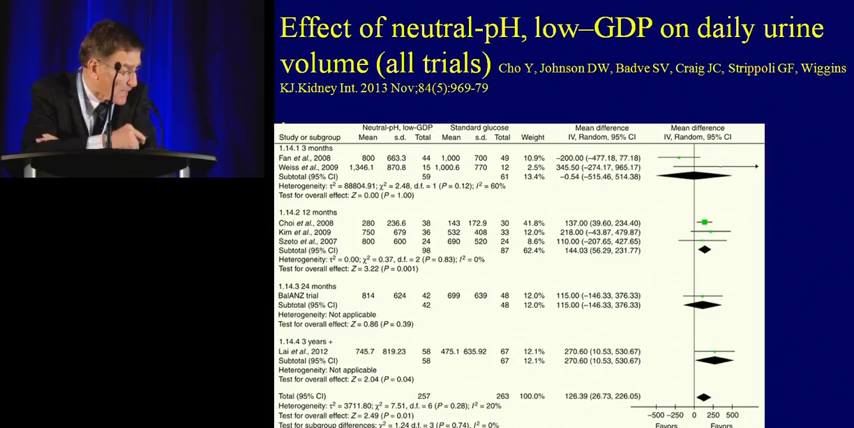 Effect of neutral-pH, low–GDP on daily urine
volume (all trials) Cho Y, Johnson DW, Badve SV, Craig JC, Strippoli GF, Wiggins
KJ.Kidney Int. 2013 Nov;84(5):969-79
Neutral-pH, low-GDP Standard glucose Mean difference Mean difference
Study or subgroup Mean s.d. Total Mean s.d. Total Weight IV, Random, 95% CI IV, Random, 95% CI
1.14.1 3 months
Fan et al., 2008 800 663.3 44 1,000 700 49 10.9% −200.00 (−477.18, 77.18)
Weiss et al., 2009 1,346.1 870.8 15 1,000.6 770 12 2.5% 345.50 (−274.17, 965.17)
Subtotal (95% CI) 59 61 13.4% −0.54 (−515.46, 514.38)
Heterogeneity: τ² = 88804.91; χ² = 2.48, d.f. = 1 (P = 0.12); I² = 60%
Test for overall effect: Z = 0.00 (P = 1.00)
1.14.2 12 months
Choi et al., 2008 280 236.6 38 143 172.9 30 41.8% 137.00 (39.60, 234.40)
Kim et al., 2009 750 679 36 532 408 33 12.0% 218.00 (−43.87, 479.87)
Szeto et al., 2007 800 600 24 690 520 24 8.6% 110.00 (−207.65, 427.65)
Subtotal (95% CI) 98 87 62.4% 144.03 (56.29, 231.77)
Heterogeneity: τ² = 0.00; χ² = 0.37, d.f. = 2 (P = 0.83); I² = 0%
Test for overall effect: Z = 3.22 (P = 0.001)
1.14.3 24 months
BalANZ trial 814 624 42 699 639 48 12.0% 115.00 (−146.33, 376.33)
Subtotal (95% CI) 42 48 12.0% 115.00 (−146.33, 376.33)
Heterogeneity: Not applicable
Test for overall effect: Z = 0.86 (P = 0.39)
1.14.4 3 years +
Lai et al., 2012 745.7 819.23 58 475.1 635.92 67 12.1% 270.60 (10.53, 530.67)
Subtotal (95% CI) 58 67 12.1% 270.60 (10.53, 530.67)
Heterogeneity: Not applicable
Test for overall effect: Z = 2.04 (P = 0.04)
Total (95% CI) 257 263 100.0% 126.39 (26.73, 226.05)
Heterogeneity: τ² = 3711.80; χ² = 7.51, d.f. = 6 (P = 0.28); I² = 20%
Test for overall effect: Z = 2.49 (P = 0.01)
Test for subgroup differences: χ² = 1.24 d.f. = 3 (P = 0.74), I² = 0%
−500 −250 0 250 500
Favors Favors